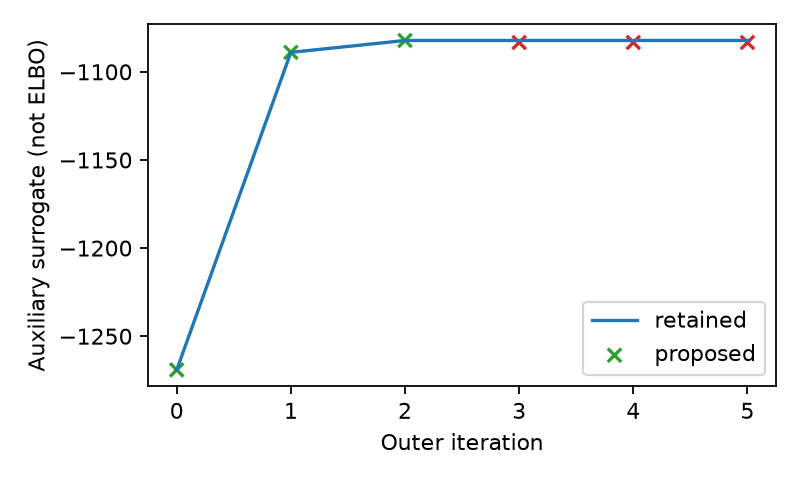 Auxiliary surrogate (not ELBO)
−1100
−1150
−1200
−1250
retained
proposed
0 1 2 3 4 5
Outer iteration